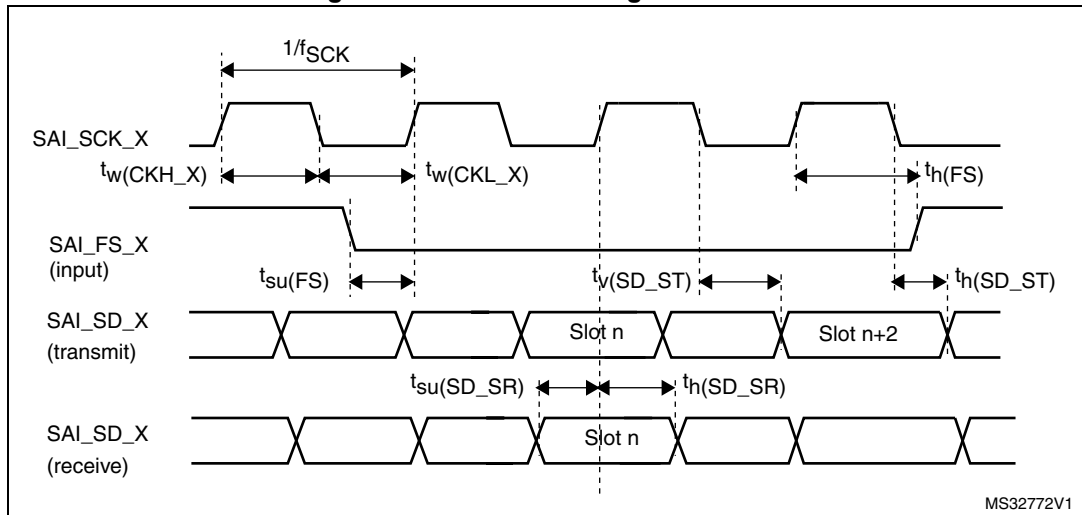 1/fSCK
SAI_SCK_X
tw(CKH_X)
tw(CKL_X)
th(FS)
SAI_FS_X
(input)
tsu(FS)
tv(SD_ST)
th(SD_ST)
SAI_SD_X
(transmit)
Slot n
Slot n+2
tsu(SD_SR)
th(SD_SR)
SAI_SD_X
(receive)
Slot n
MS32772V1